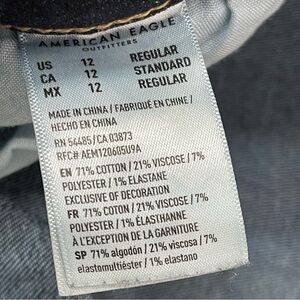 AMERICAN EAGLE
OUTFITTERS
US 12 REGULAR
CA 12 STANDARD
MX 12 REGULAR
MADE IN CHINA / FABRIQUÉ EN CHINE /
HECHO EN CHINA
RN 54485/CA 03873
RFC# AEM120605U9A
EN 71% COTTON / 21% VISCOSE / 7%
POLYESTER / 1% ELASTANE
EXCLUSIVE OF DECORATION
FR 71% COTON / 21% VISCOSE / 7%
POLYESTER / 1% ÉLASTHANNE
À L'EXCEPTION DE LA GARNITURE
SP 71% algodón / 21% viscosa / 7%
elastomultiéster / 1% elastano